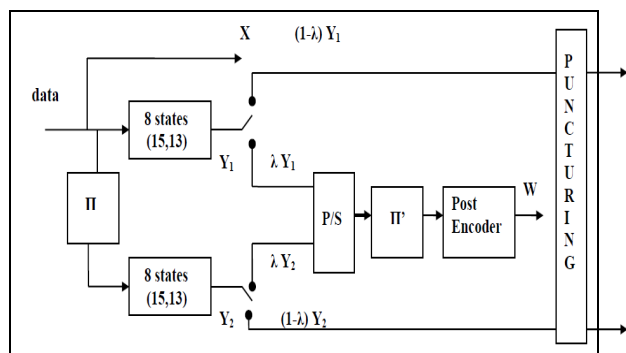 X (1-λ) Y₁
data
8 states
(15,13)
Y₁ λ Y₁
Π
P/S
Π'
Post
Encoder
W
λ Y₂
8 states
(15,13)
Y₂ (1-λ) Y₂
PUNCTURING